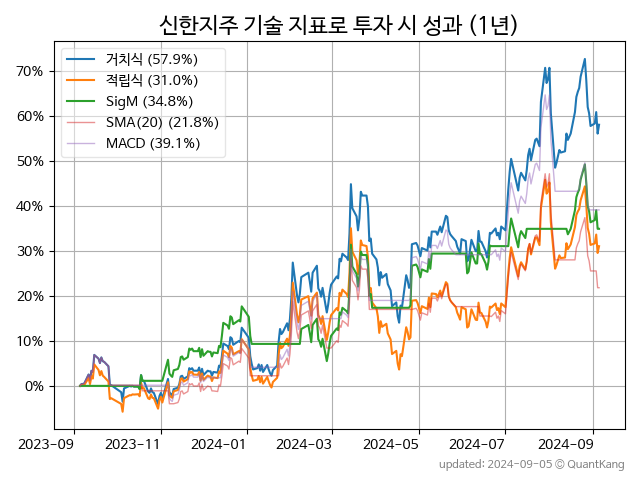 신한지주 기술 지표로 투자 시 성과 (1년)
거치식 (57.9%)
적립식 (31.0%)
SigM (34.8%)
SMA(20) (21.8%)
MACD (39.1%)
70%
60%
50%
40%
30%
20%
10%
0%
2023-09 2023-11 2024-01 2024-03 2024-05 2024-07 2024-09
updated: 2024-09-05 © QuantKang